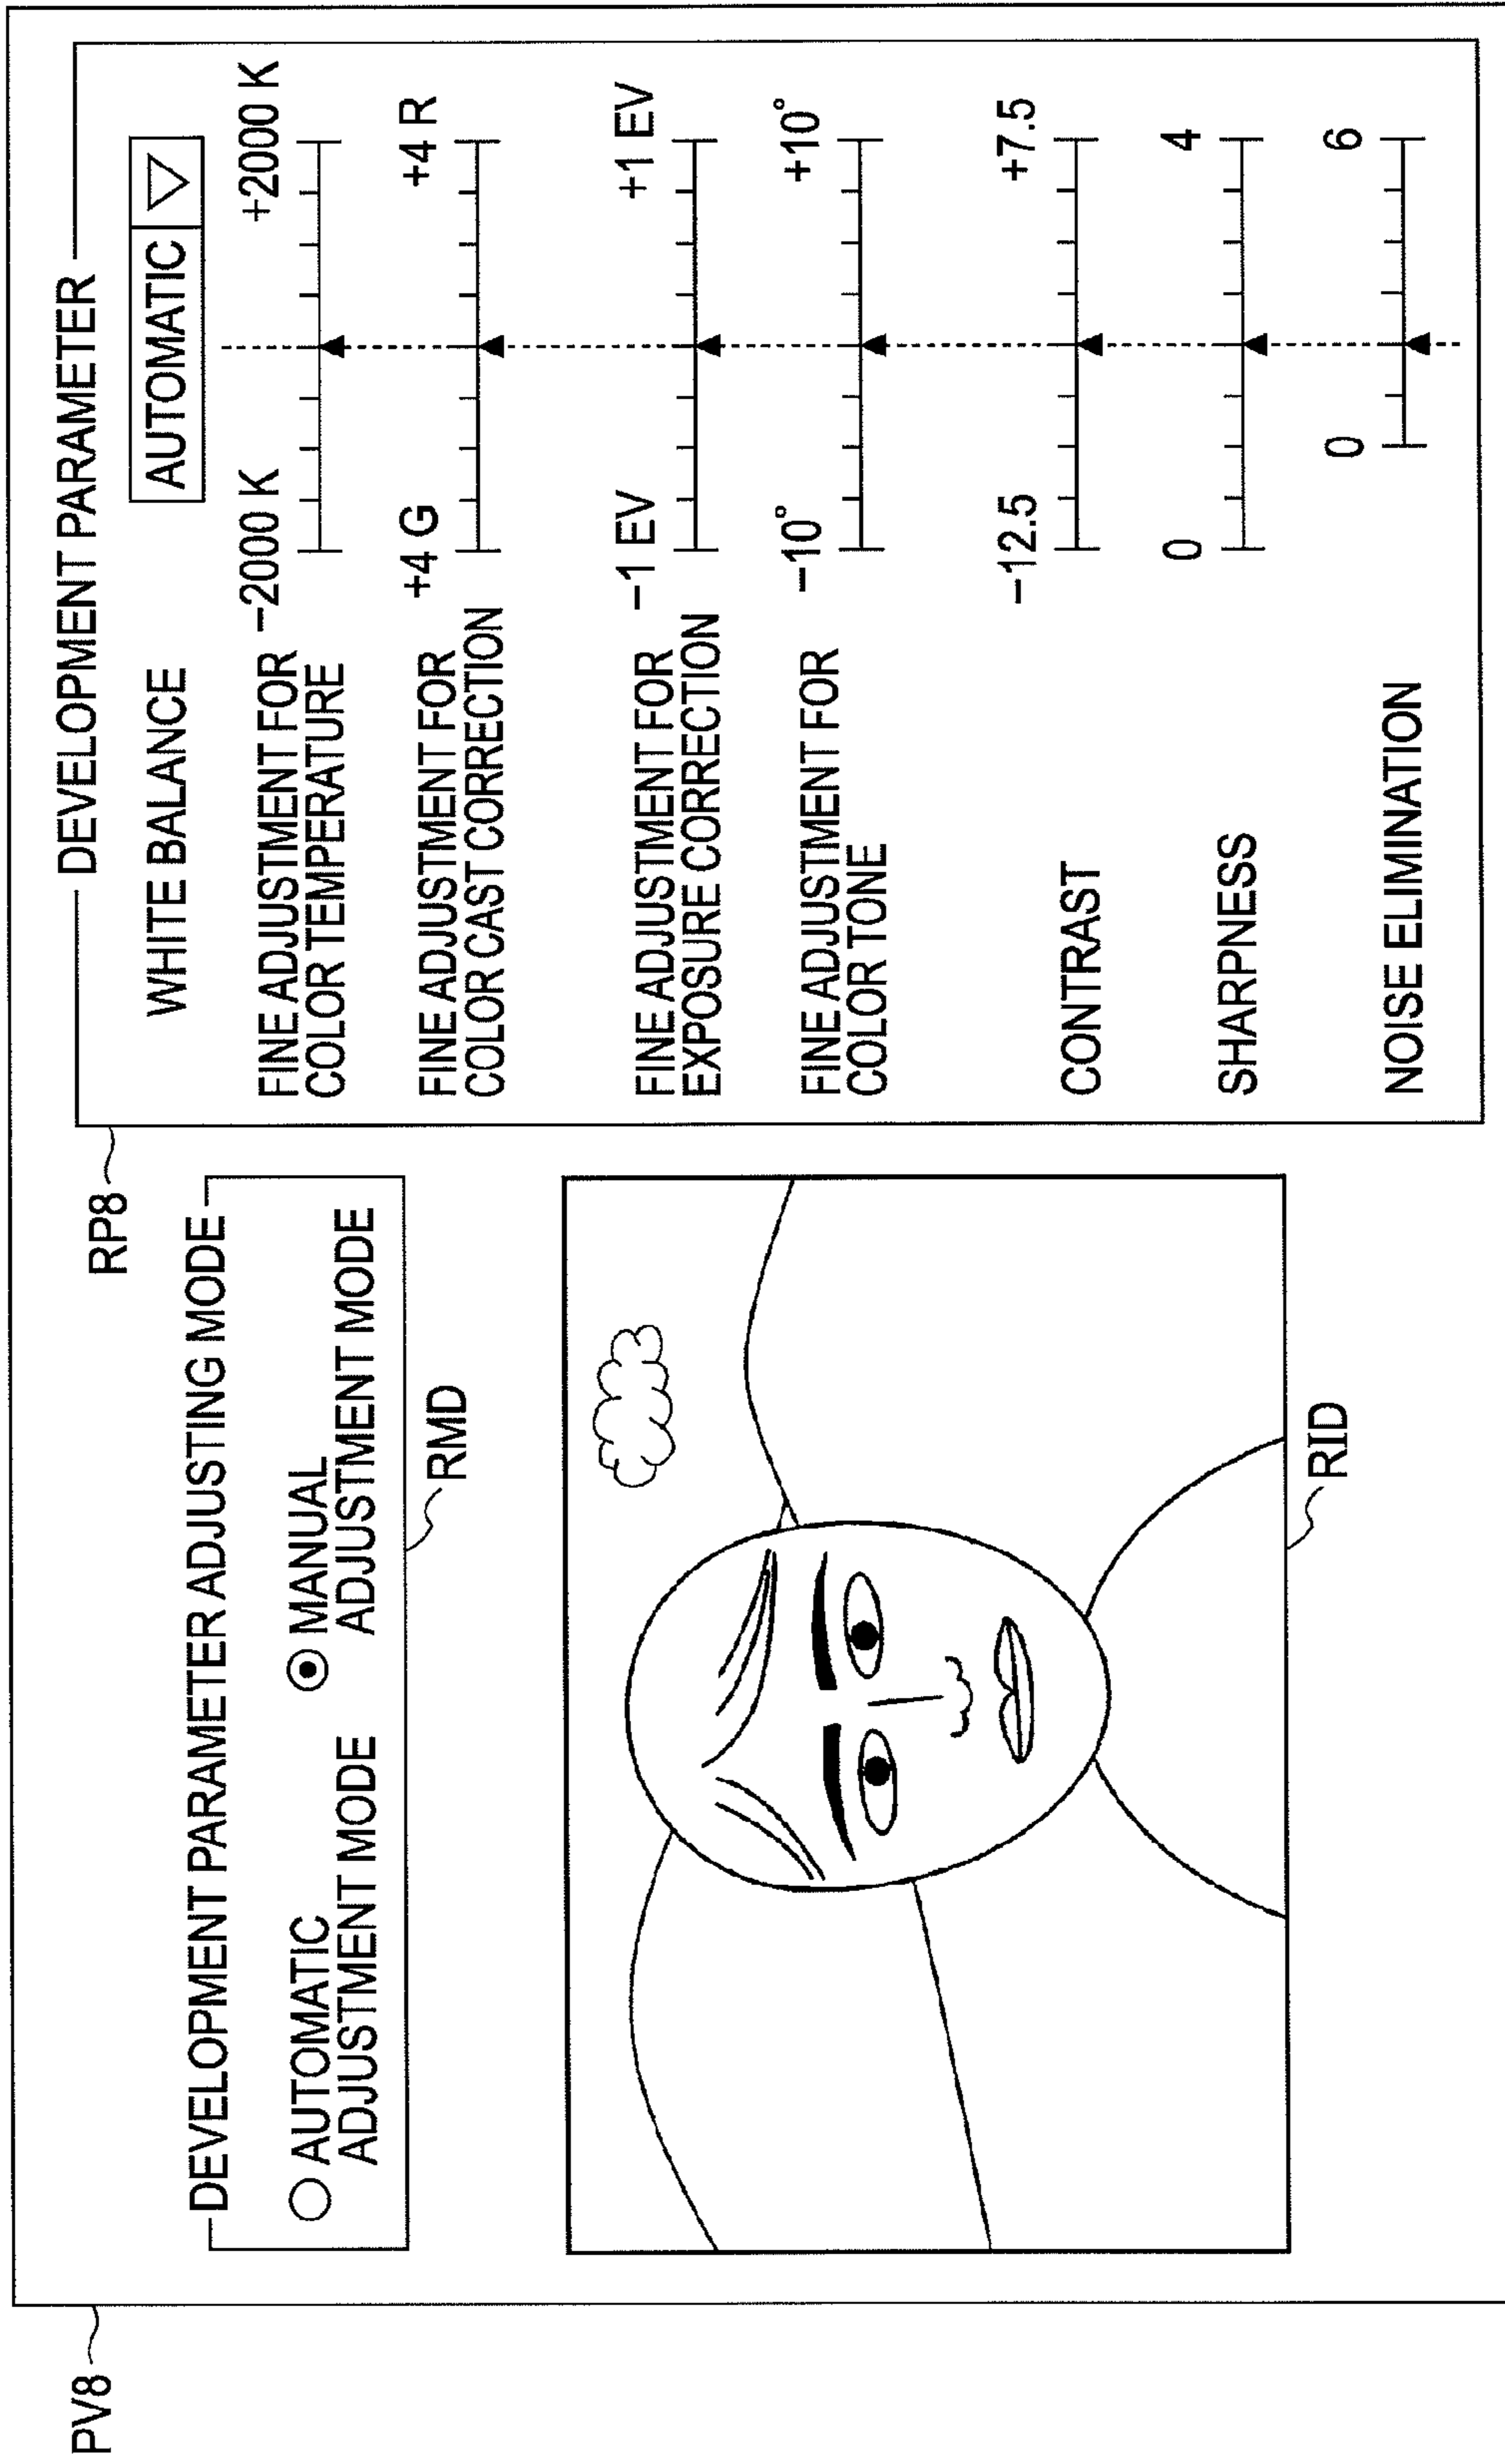 PV8
DEVELOPMENT PARAMETER ADJUSTING MODE
AUTOMATIC
ADJUSTMENT MODE
MANUAL
ADJUSTMENT MODE
RMD
RID
RP8
DEVELOPMENT PARAMETER
WHITE BALANCE
AUTOMATIC
FINE ADJUSTMENT FOR
COLOR TEMPERATURE
−2000 K
+2000 K
FINE ADJUSTMENT FOR
COLOR CAST CORRECTION
+4 G
+4 R
FINE ADJUSTMENT FOR
EXPOSURE CORRECTION
−1 EV
+1 EV
FINE ADJUSTMENT FOR
COLOR TONE
−10°
+10°
CONTRAST
−12.5
+7.5
SHARPNESS
0
4
NOISE ELIMINATION
0
6